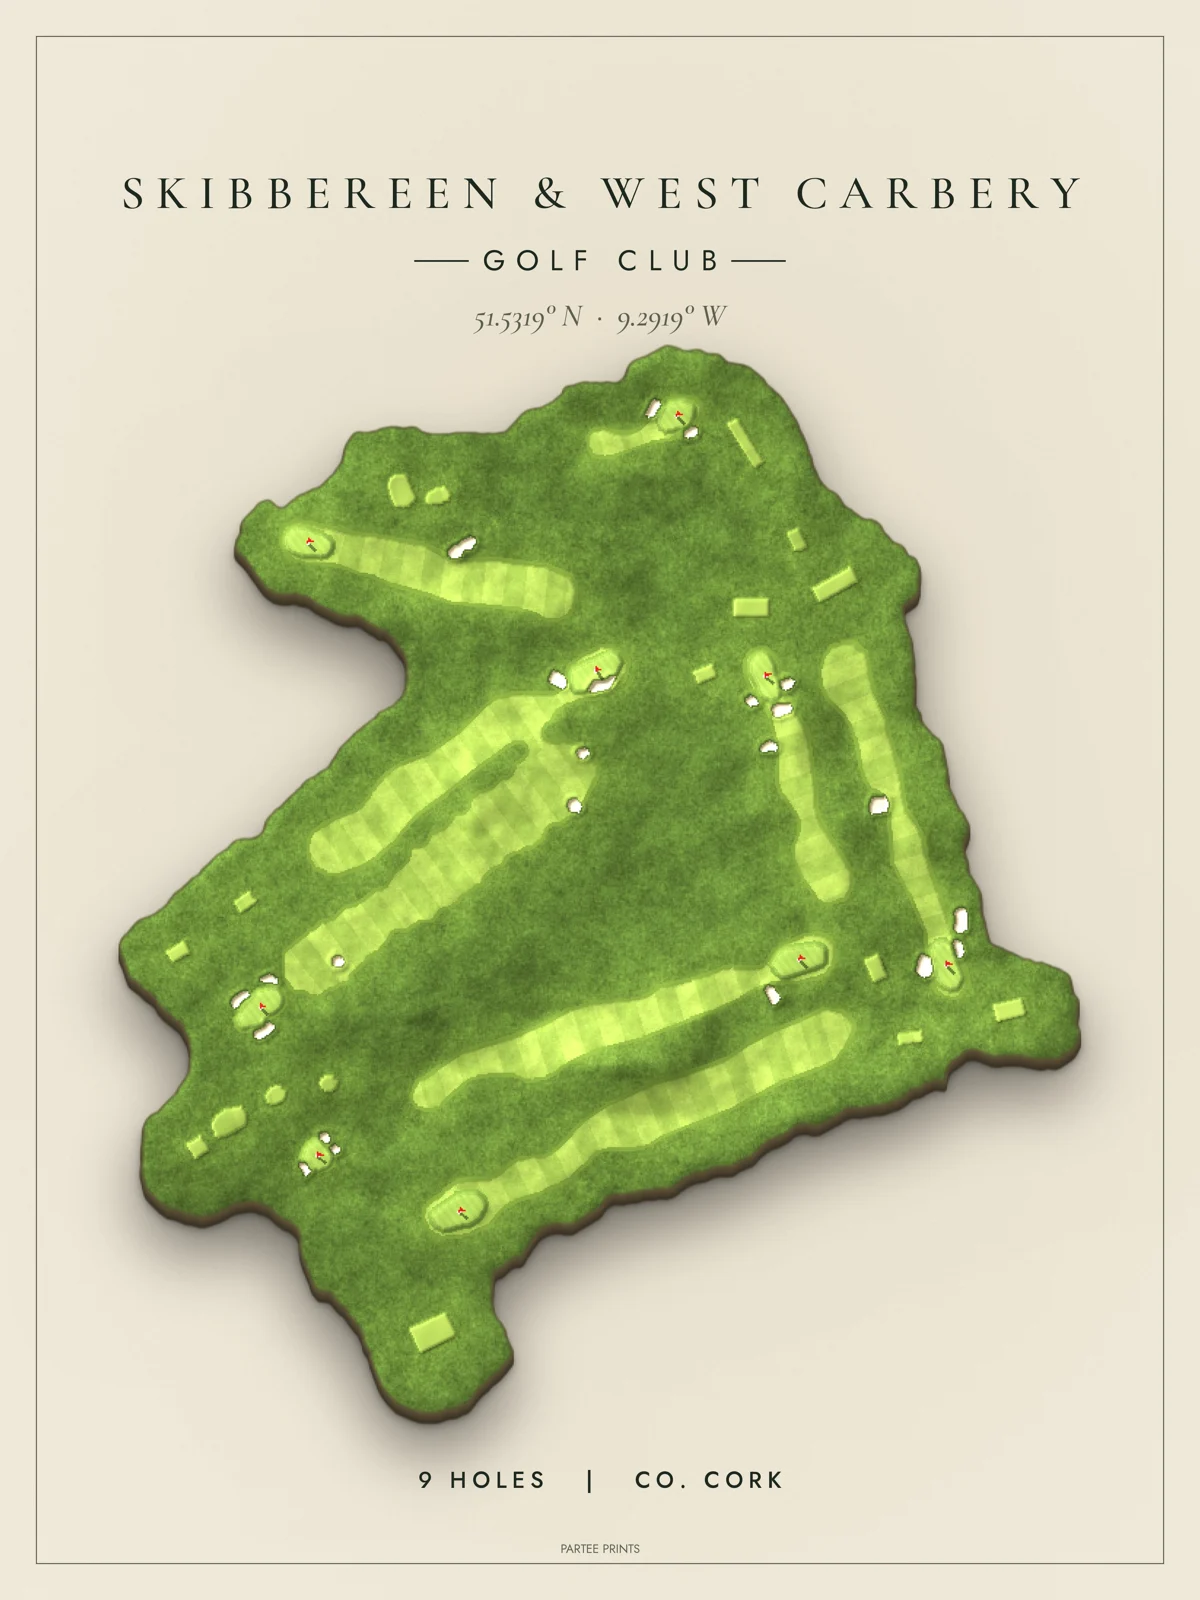 SKIBBEREEN & WEST CARBERY
GOLF CLUB
51.5319° N · 9.2919° W
9 HOLES | CO. CORK
PARTEE PRINTS